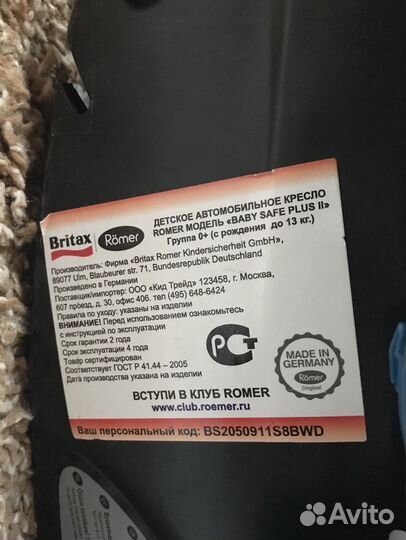 Britax Römer
ДЕТСКОЕ АВТОМОБИЛЬНОЕ КРЕСЛО
ROMER МОДЕЛЬ «BABY SAFE PLUS II»
Группа 0+ (с рождения до 13 кг.)
Производитель: Фирма «Britax Romer Kindersicherheit GmbH»,
89077 Ulm, Blaubeurer str. 71, Bundesrepublik Deutschland
Произведено в Германии
Поставщик/импортер: ООО «Кид Трейд» 123458, г. Москва,
607 проезд, д. 30, офис 406. тел (495) 648-6424
Правила по уходу: указаны на изделии
ВНИМАНИЕ! Перед использованием ознакомьтесь
с инструкцией по эксплуатации
Срок гарантии 2 года
Срок эксплуатации 4 года
Товар сертифицирован
Соответствует ГОСТ Р 41.44 – 2005
Дата производства указана на изделии
РСТ
MADE IN
GERMANY
Römer
Original
ВСТУПИ В КЛУБ ROMER
www.club.roemer.ru
Ваш персональный код: BS2050911S8BWD
Avito